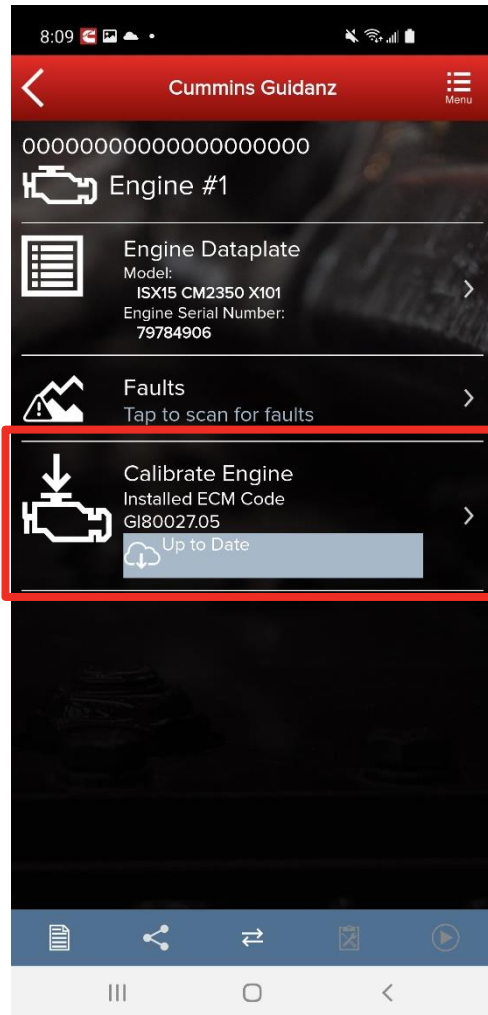 8:09
Cummins Guidanz
Menu
00000000000000000000
Engine #1
Engine Dataplate
Model:
ISX15 CM2350 X101
Engine Serial Number:
79784906
Faults
Tap to scan for faults
Calibrate Engine
Installed ECM Code
GI80027.05
Up to Date